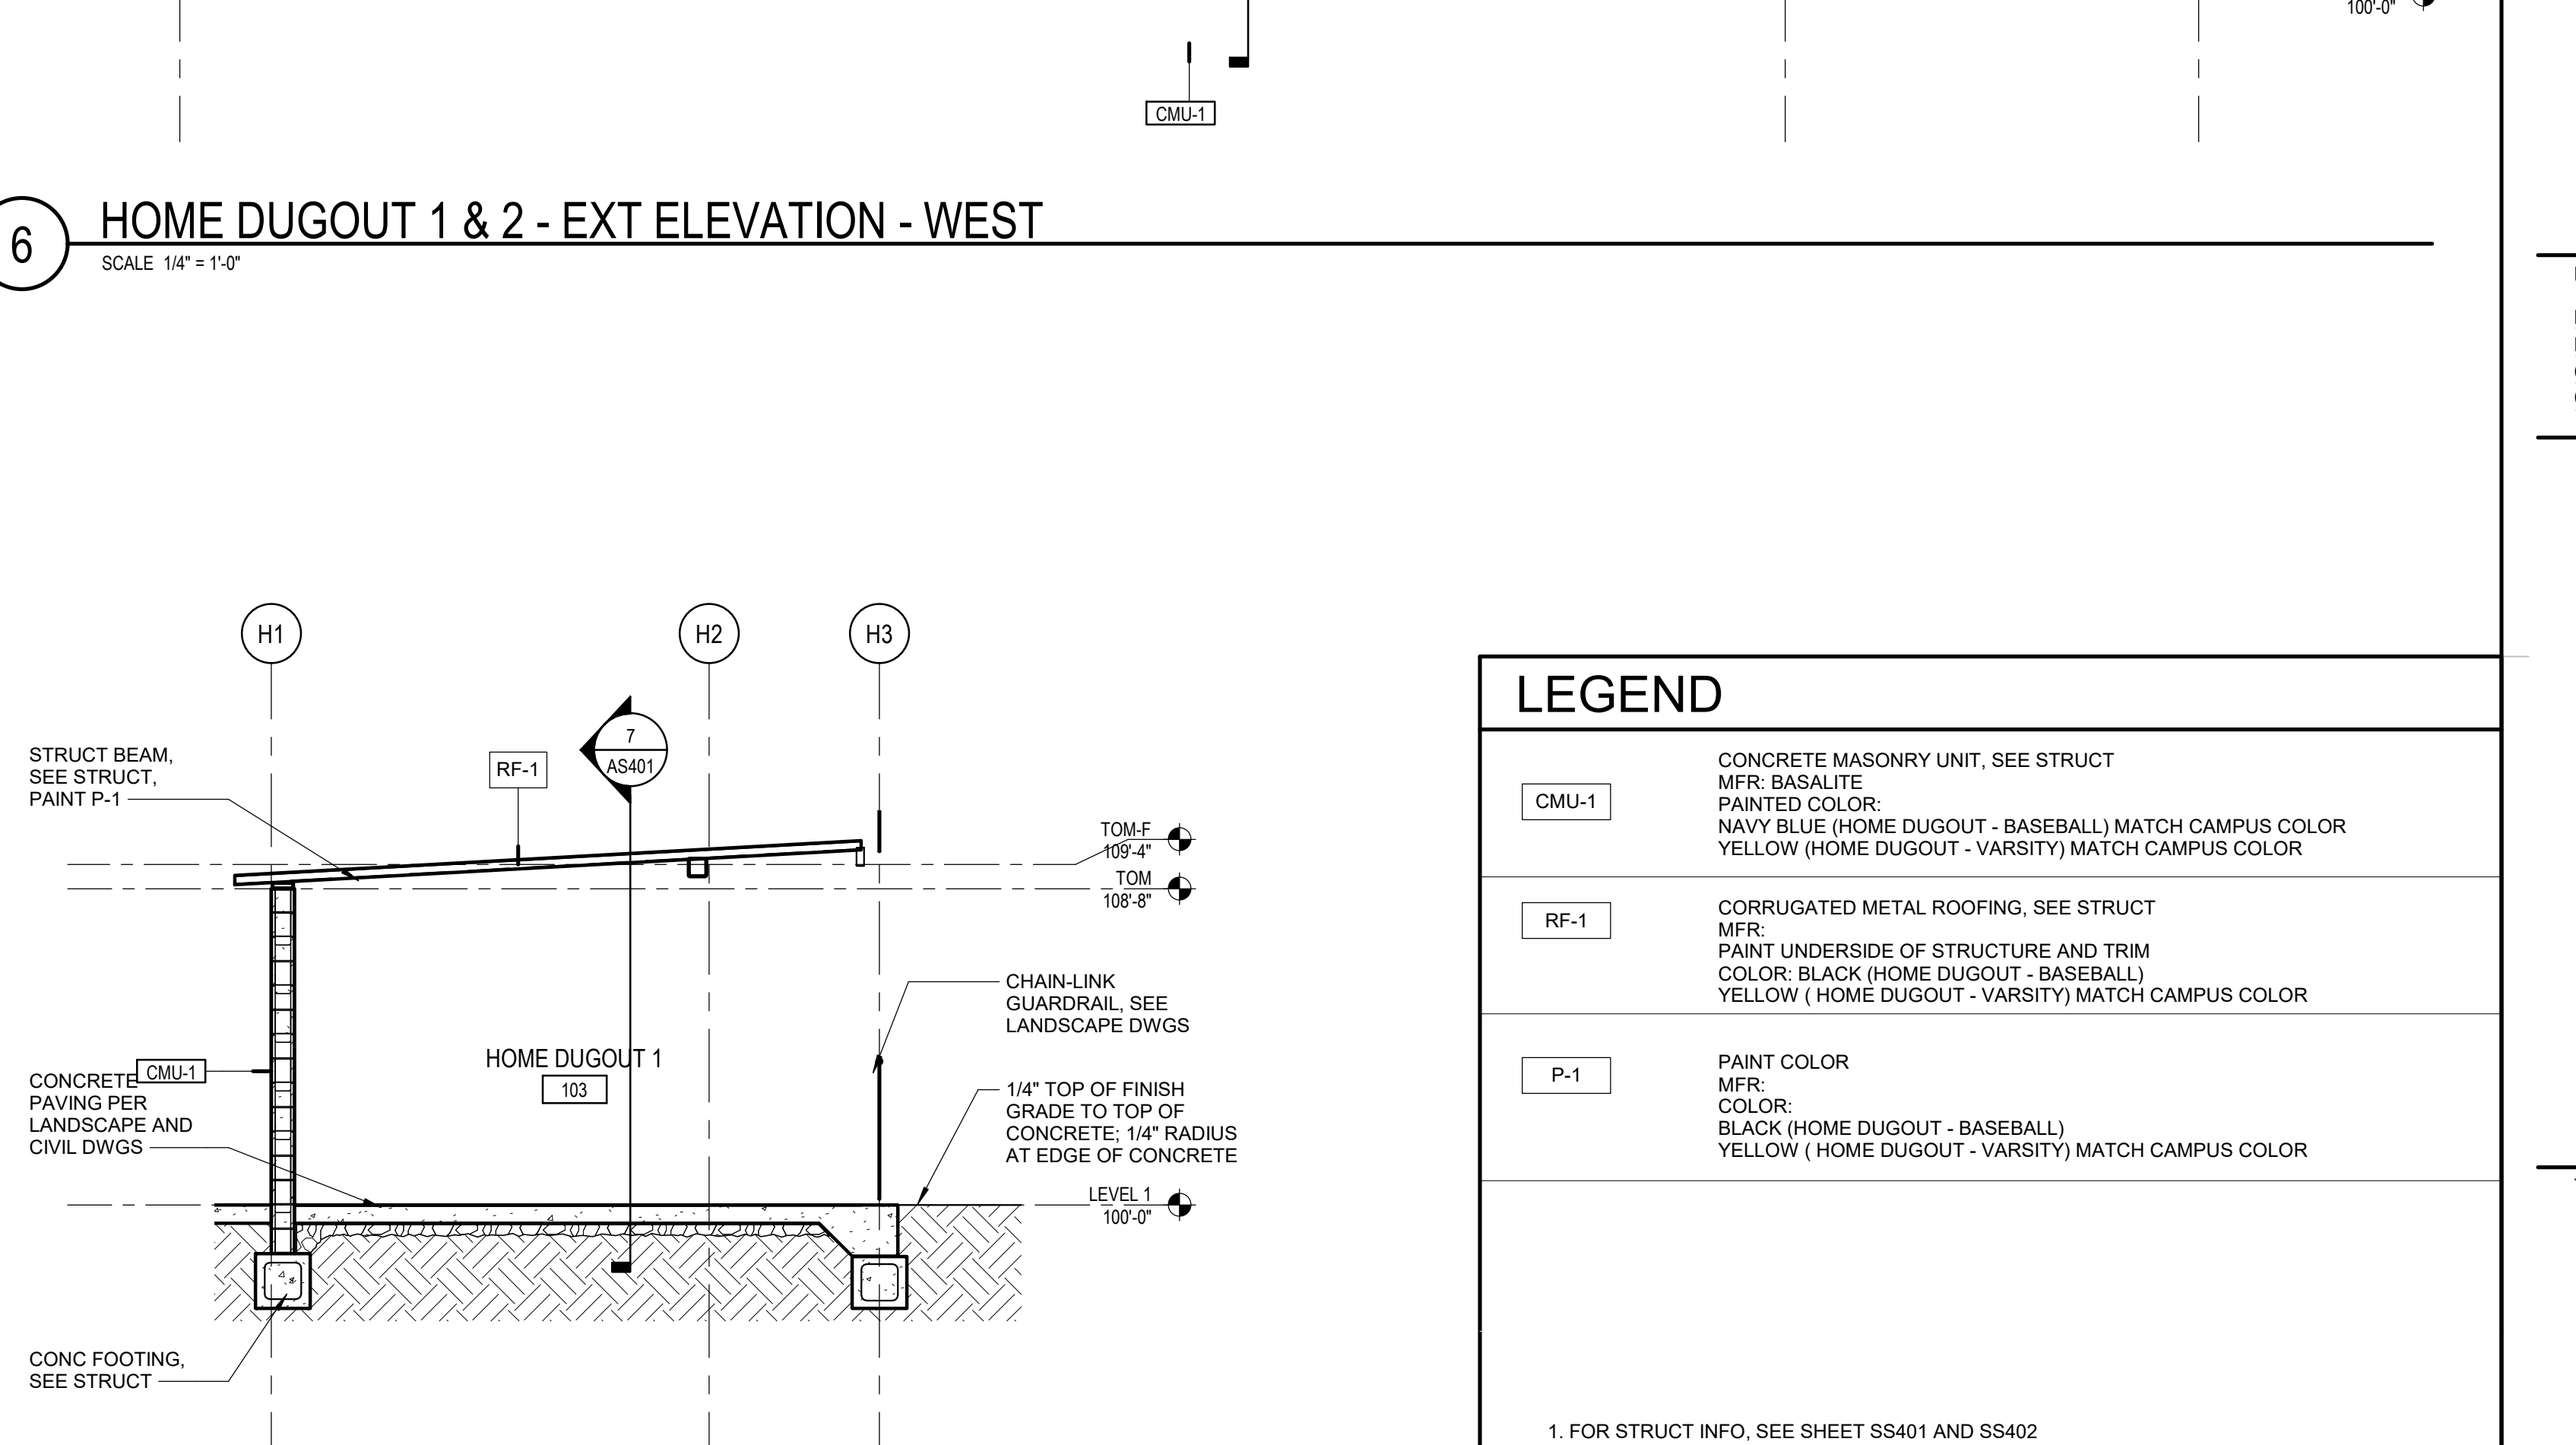 100'-0"
CMU-1
6
HOME DUGOUT 1 & 2 - EXT ELEVATION - WEST
SCALE 1/4" = 1'-0"
H1
H2
H3
STRUCT BEAM,
SEE STRUCT,
PAINT P-1
RF-1
7
AS401
TOM-F
109'-4"
TOM
108'-8"
CHAIN-LINK
GUARDRAIL, SEE
LANDSCAPE DWGS
HOME DUGOUT 1
103
CMU-1
CONCRETE
PAVING PER
LANDSCAPE AND
CIVIL DWGS
1/4" TOP OF FINISH
GRADE TO TOP OF
CONCRETE; 1/4" RADIUS
AT EDGE OF CONCRETE
LEVEL 1
100'-0"
CONC FOOTING,
SEE STRUCT
LEGEND
CMU-1
CONCRETE MASONRY UNIT, SEE STRUCT
MFR: BASALITE
PAINTED COLOR:
NAVY BLUE (HOME DUGOUT - BASEBALL) MATCH CAMPUS COLOR
YELLOW (HOME DUGOUT - VARSITY) MATCH CAMPUS COLOR
RF-1
CORRUGATED METAL ROOFING, SEE STRUCT
MFR:
PAINT UNDERSIDE OF STRUCTURE AND TRIM
COLOR: BLACK (HOME DUGOUT - BASEBALL)
YELLOW ( HOME DUGOUT - VARSITY) MATCH CAMPUS COLOR
P-1
PAINT COLOR
MFR:
COLOR:
BLACK (HOME DUGOUT - BASEBALL)
YELLOW ( HOME DUGOUT - VARSITY) MATCH CAMPUS COLOR
1. FOR STRUCT INFO, SEE SHEET SS401 AND SS402